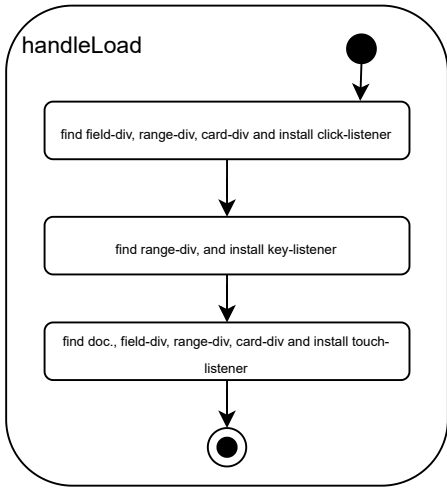 handleLoad
find field-div, range-div, card-div and install click-listener
find range-div, and install key-listener
find doc., field-div, range-div, card-div and install touch-
listener